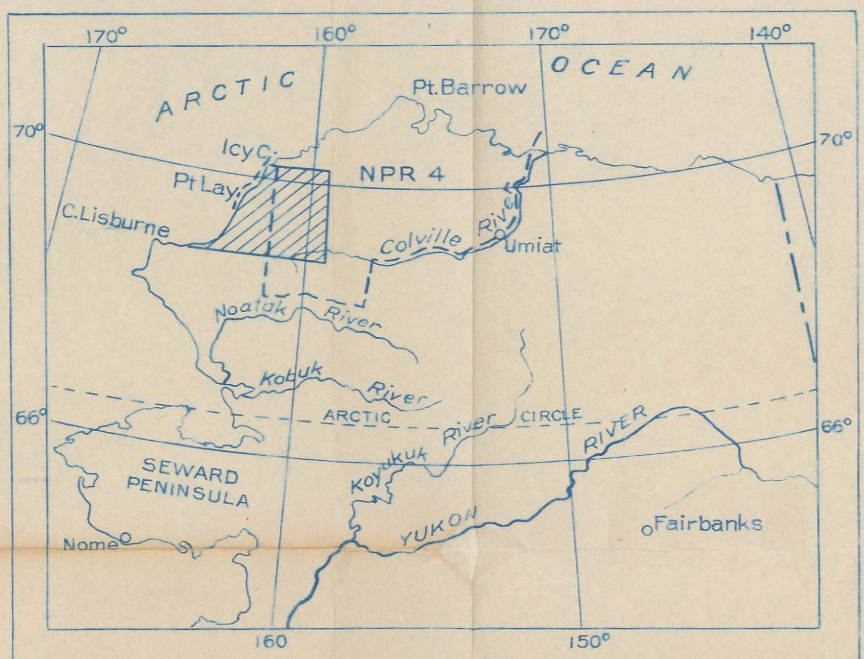 170° 160° 170° 140°
ARCTIC OCEAN
Pt. Barrow
70° 70°
Icy C.
NPR 4
Pt Lay
C. Lisburne
Colville River
Umiat
Noatak River
Kobuk River
66° ARCTIC CIRCLE 66°
Koyukuk River
YUKON RIVER
SEWARD
PENINSULA
Fairbanks
Nome
160 150°